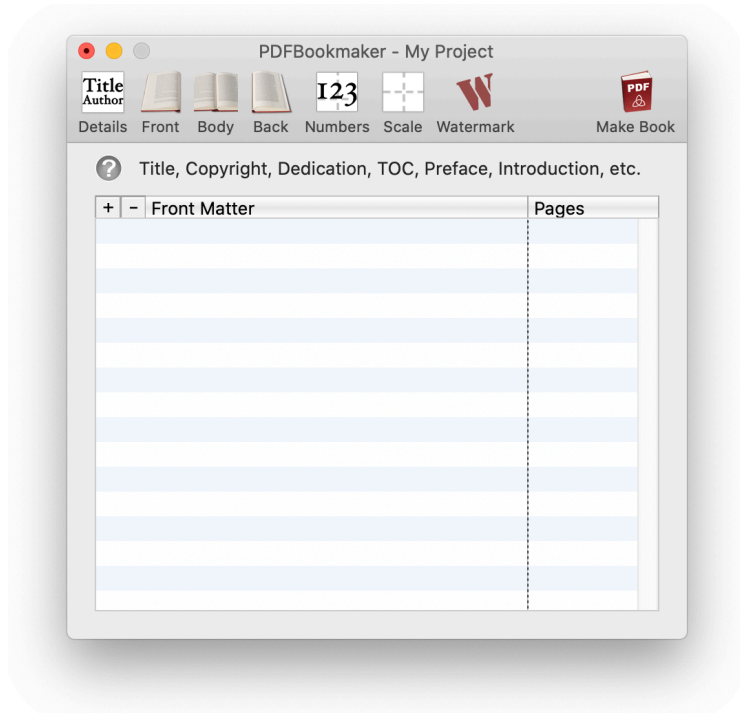 PDFBookmaker - My Project
Title
Author
123
W
PDF
Details Front Body Back Numbers Scale Watermark Make Book
? Title, Copyright, Dedication, TOC, Preface, Introduction, etc.
+ - Front Matter Pages